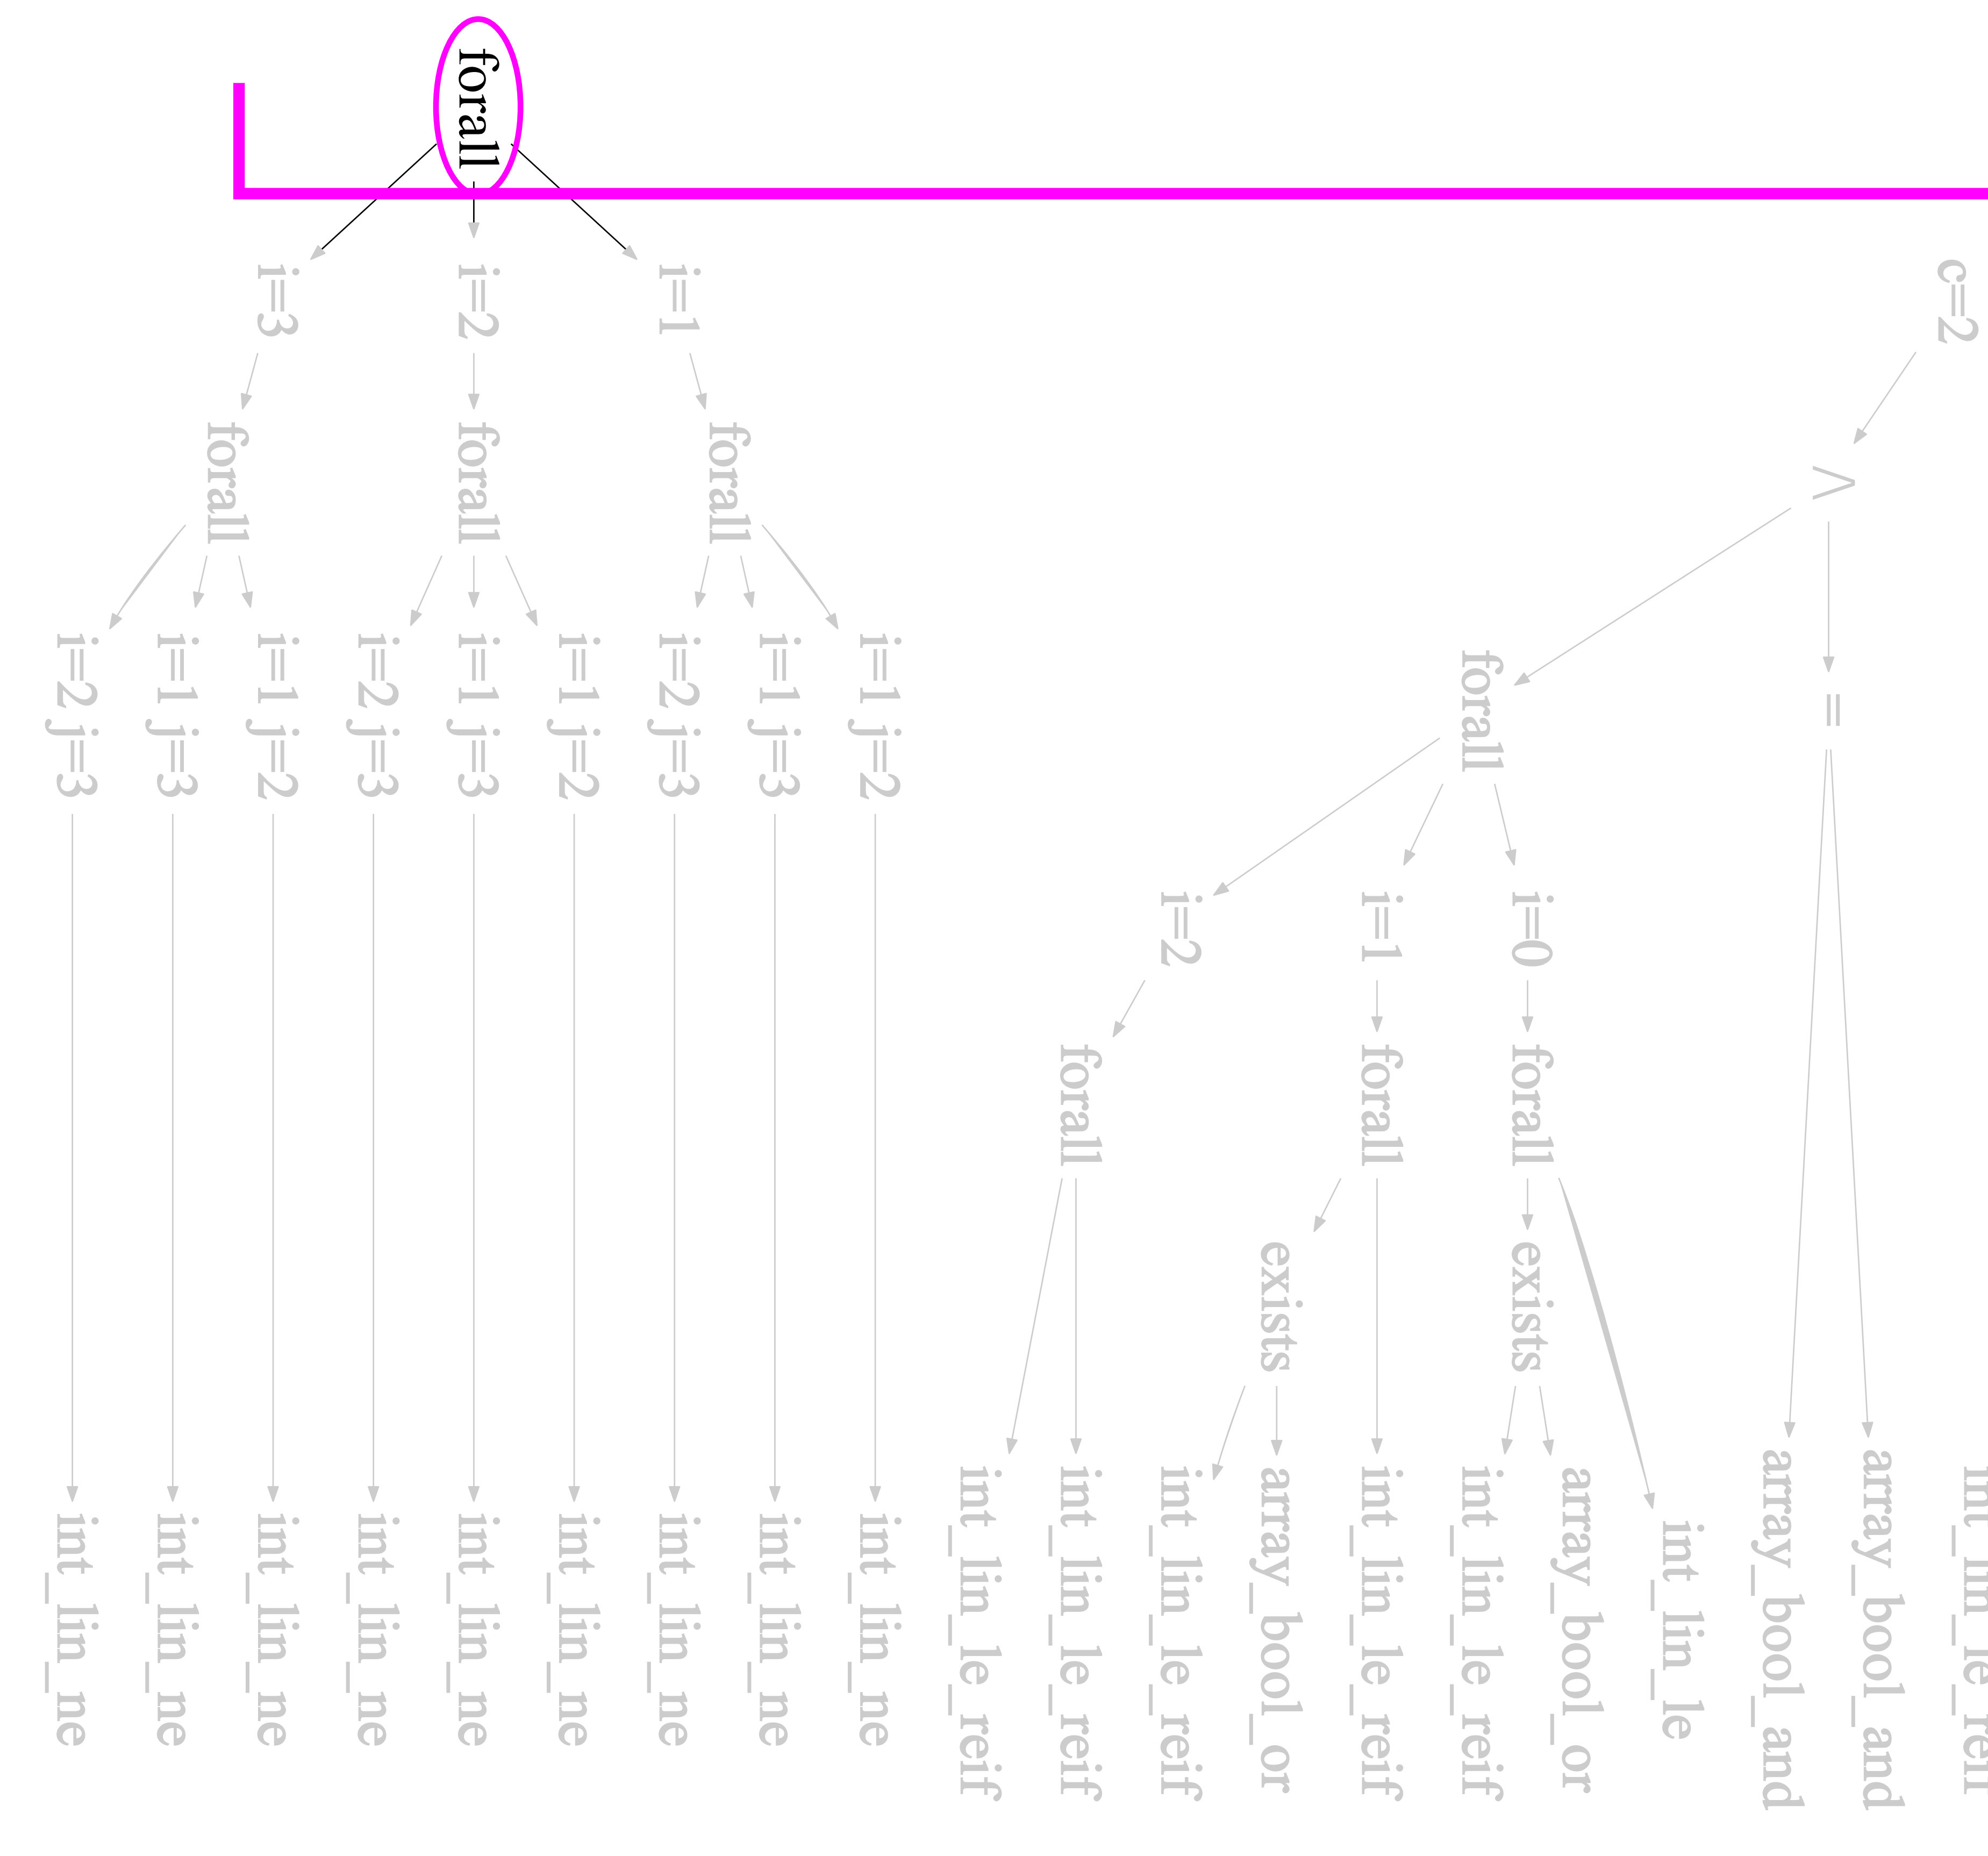 forall
i=3
i=2
i=1
c=2
forall
forall
forall
/\
i=2 j=3
i=1 j=3
i=1 j=2
i=2 j=3
i=1 j=3
i=1 j=2
i=2 j=3
i=1 j=3
i=1 j=2
forall
=
i=2
i=1
i=0
forall
forall
forall
exists
exists
int_lin_ne
int_lin_ne
int_lin_ne
int_lin_ne
int_lin_ne
int_lin_ne
int_lin_ne
int_lin_ne
int_lin_ne
int_lin_le_reif
int_lin_le_reif
int_lin_le_reif
array_bool_or
int_lin_le_reif
int_lin_le_reif
array_bool_or
int_lin_le
array_bool_and
array_bool_and
int_lin_le_reif